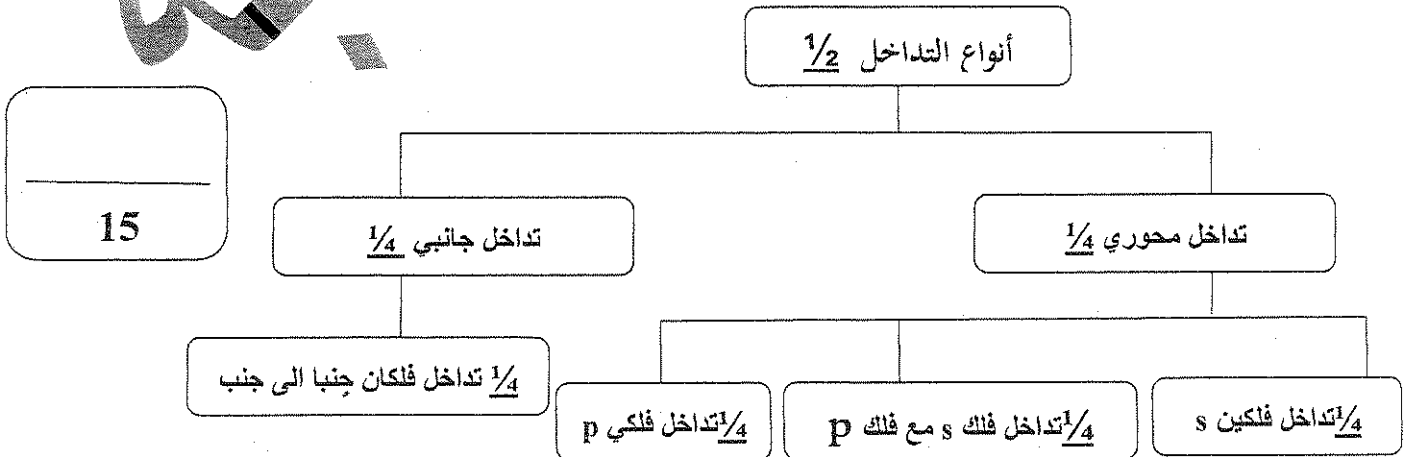 أنواع التداخل ½
15
تداخل محوري ¼
تداخل جانبي ¼
¼ تداخل فلكان جنبا الى جنب
¼تداخل فلكين s
¼تداخل فلك s مع فلك p
¼تداخل فلكي p